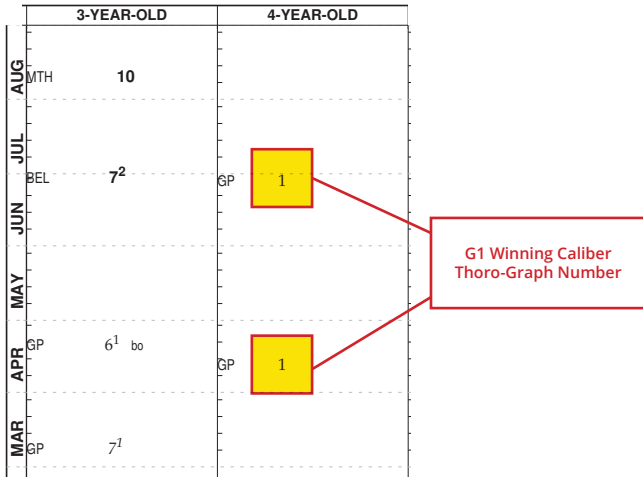 3-YEAR-OLD 4-YEAR-OLD
AUG
MTH 10
JUL
BEL 7² GP 1
JUN
G1 Winning Caliber
Thoro-Graph Number
MAY
APR
GP 6¹ bo GP 1
MAR
GP 7¹